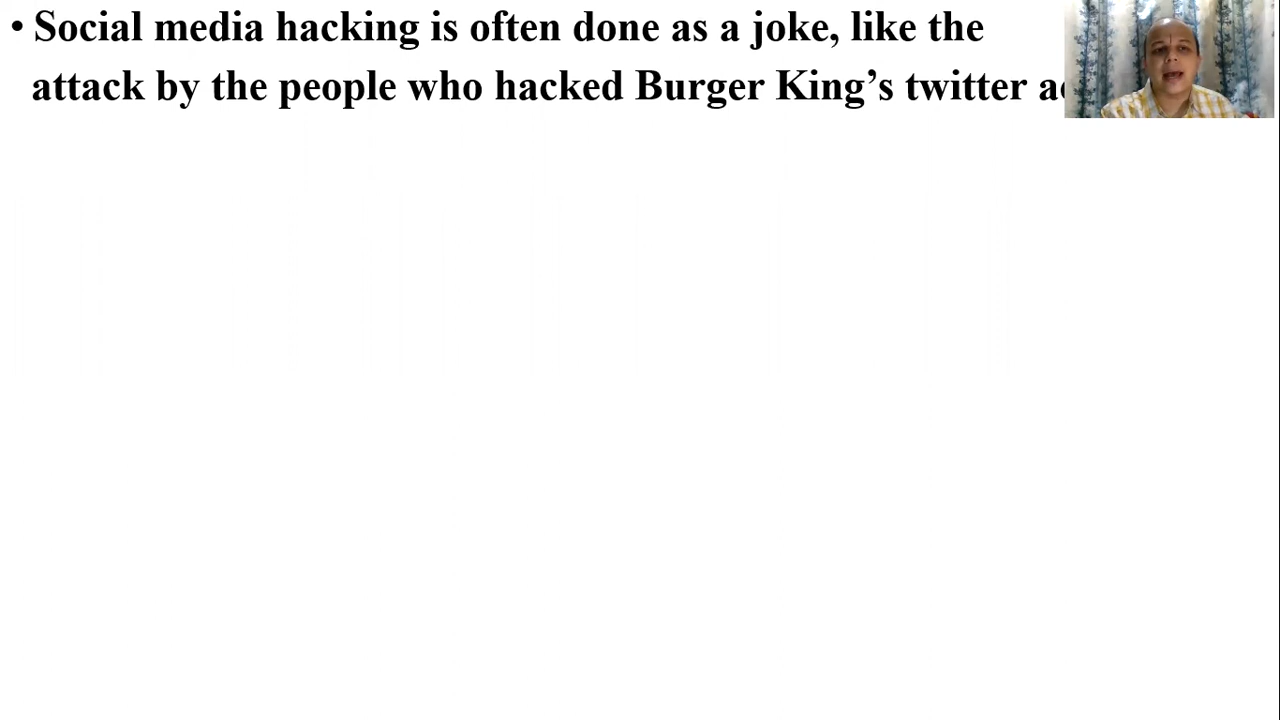 • Social media hacking is often done as a joke, like the
attack by the people who hacked Burger King’s twitter